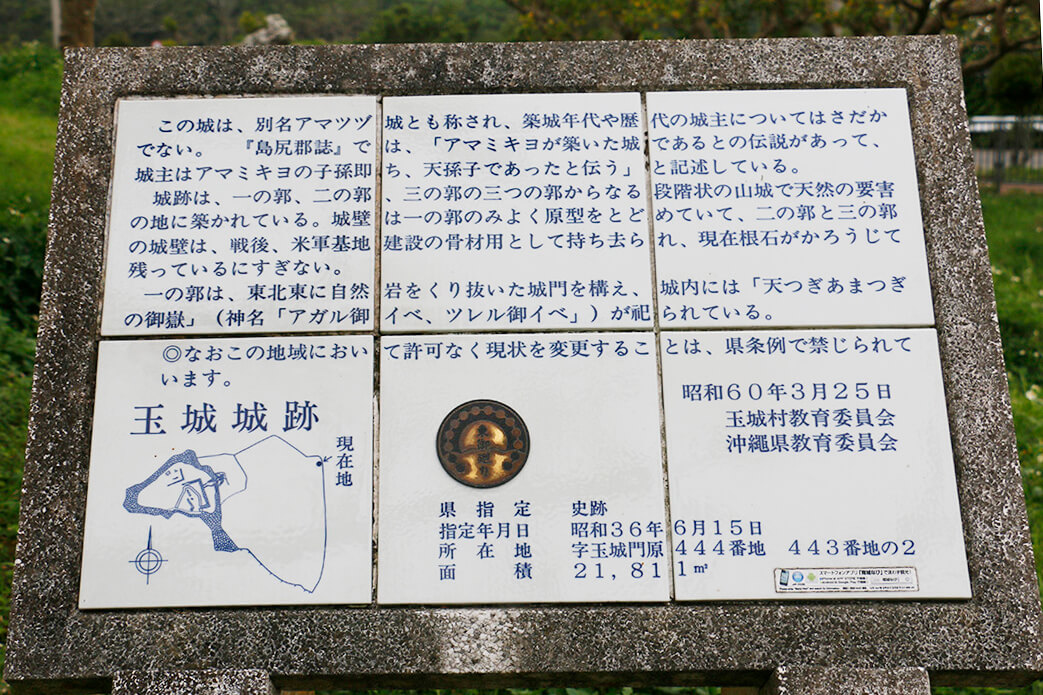 この城は、別名アマツヅ城とも称され、築城年代や歴代の城主についてはさだか
でない。　『島尻郡誌』では、「アマミキヨが築いた城であるとの伝説があって、
城主はアマミキヨの子孫即ち、天孫子であったと伝う」と記述している。
城跡は、一の郭、二の郭、三の郭の三つの郭からなる段階状の山城で天然の要害
の地に築かれている。城壁は一の郭のみよく原型をとどめていて、二の郭と三の郭
の城壁は、戦後、米軍基地建設の骨材用として持ち去られ、現在根石がかろうじて
残っているにすぎない。
一の郭は、東北東に自然岩をくり抜いた城門を構え、城内には「天つぎあまつぎ
の御嶽」（神名「アガル御イベ、ツレル御イベ」）が祀られている。
◎なおこの地域において許可なく現状を変更することは、県条例で禁じられて
います。
昭和60年3月25日
玉城村教育委員会
沖縄県教育委員会
玉城城跡
現在地
東御廻り
県指定　史跡
指定年月日　昭和36年6月15日
所在地　字玉城門原444番地　443番地の2
面積　21,811㎡